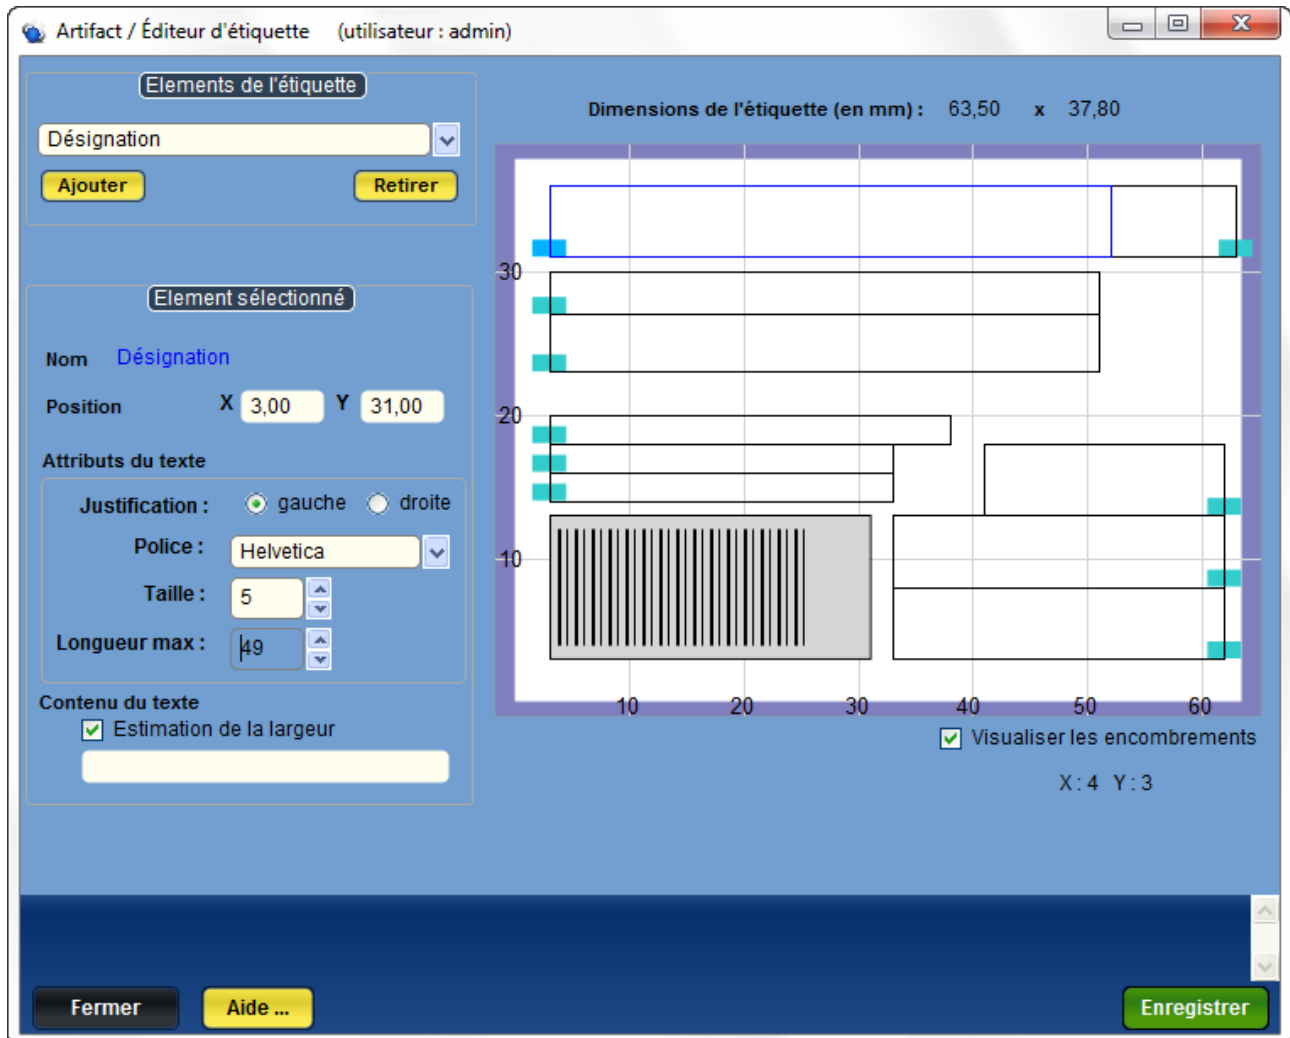 Artifact / Éditeur d'étiquette (utilisateur : admin)
Elements de l'étiquette
Désignation
Ajouter Retirer
Element sélectionné
Nom Désignation
Position X 3,00 Y 31,00
Attributs du texte
Justification : gauche droite
Police : Helvetica
Taille : 5
Longueur max : 49
Contenu du texte
Estimation de la largeur
Dimensions de l'étiquette (en mm) : 63,50 x 37,80
30
20
10
10 20 30 40 50 60
Visualiser les encombrements
X : 4 Y : 3
Fermer Aide ... Enregistrer